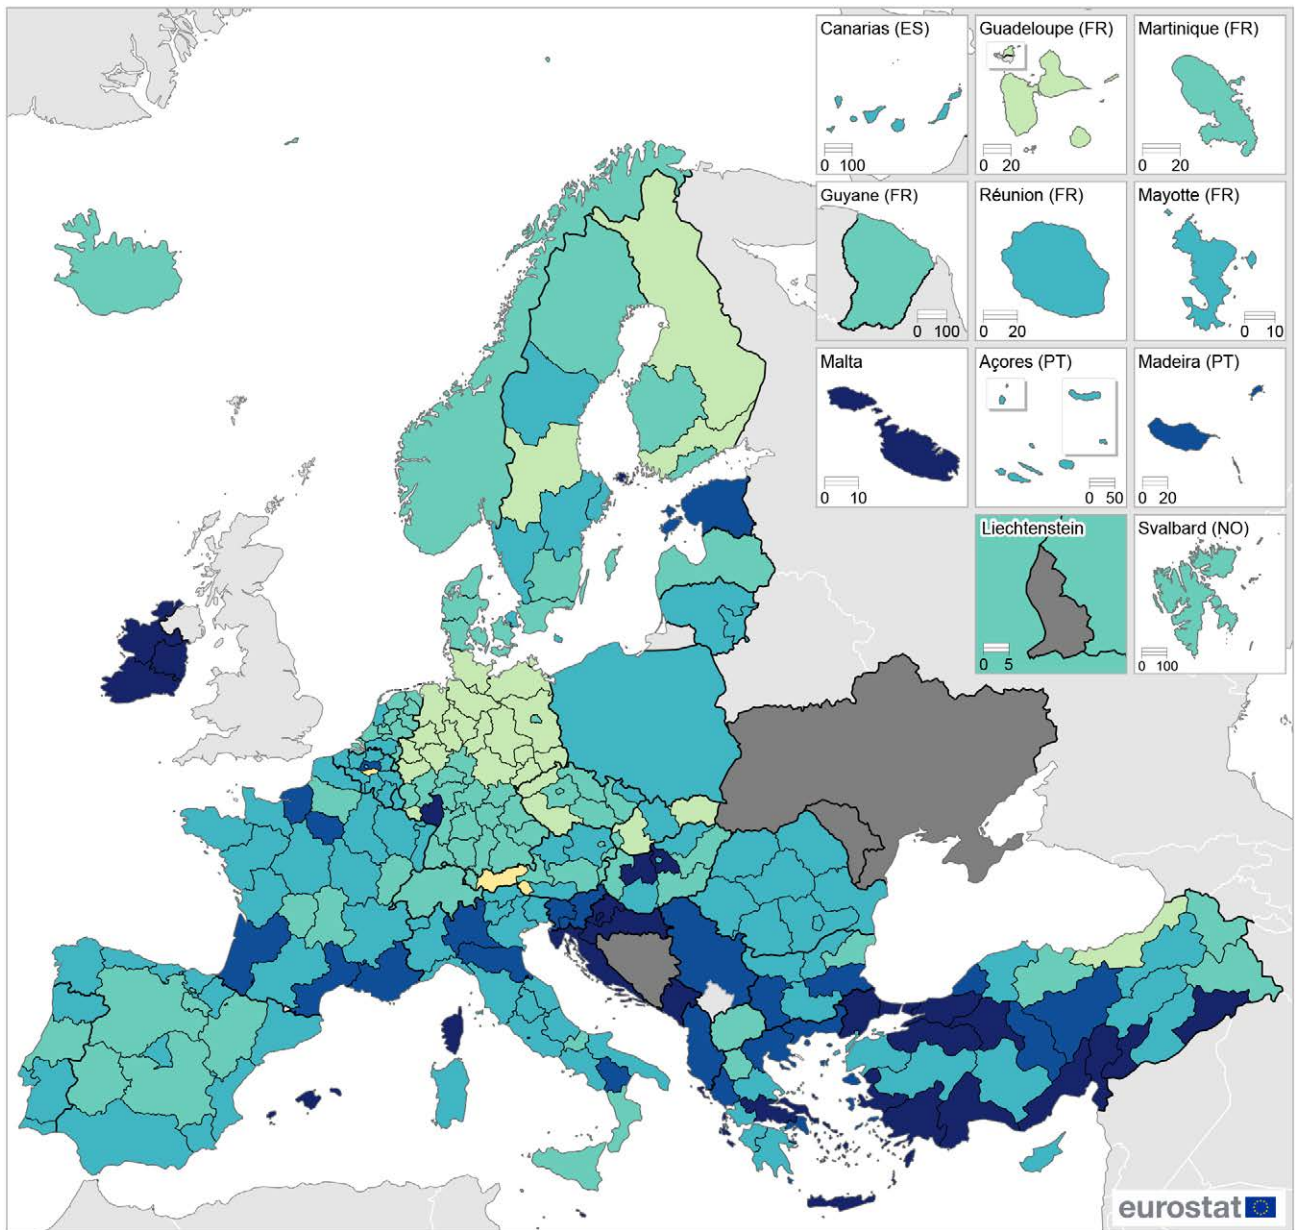 Canarias (ES)
0 100
Guadeloupe (FR)
0 20
Martinique (FR)
0 20
Guyane (FR)
0 100
Réunion (FR)
0 20
Mayotte (FR)
0 10
Malta
0 10
Açores (PT)
0 50
Madeira (PT)
0 20
Liechtenstein
0 5
Svalbard (NO)
0 100
eurostat